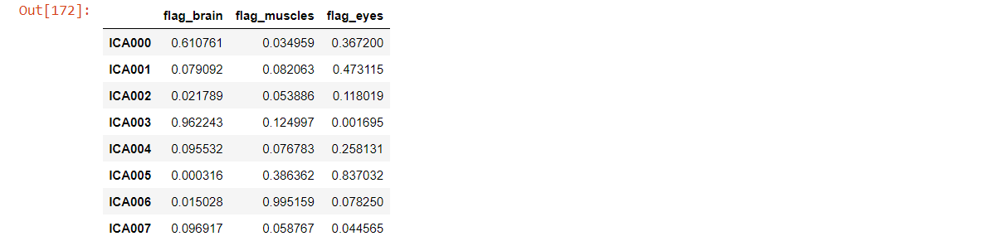 Out[172]:
flag_brain flag_muscles flag_eyes
ICA000 0.610761 0.034959 0.367200
ICA001 0.079092 0.082063 0.473115
ICA002 0.021789 0.053886 0.118019
ICA003 0.962243 0.124997 0.001695
ICA004 0.095532 0.076783 0.258131
ICA005 0.000316 0.386362 0.837032
ICA006 0.015028 0.995159 0.078250
ICA007 0.096917 0.058767 0.044565